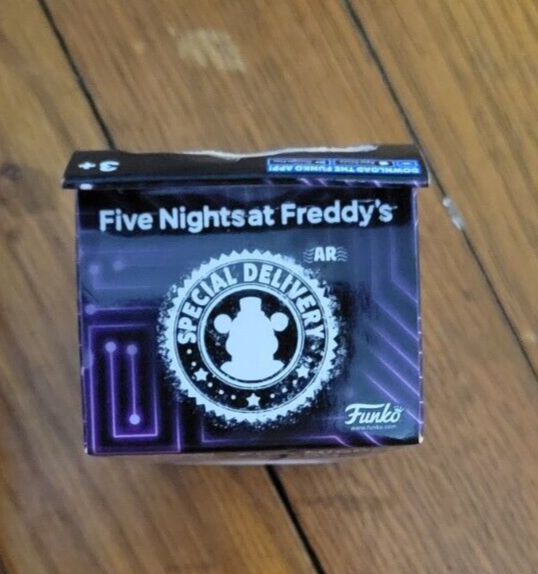 3+
DOWNLOAD THE FUNKO APP!
Five Nights at Freddy's
AR
SPECIAL DELIVERY
Funko
www.funko.com